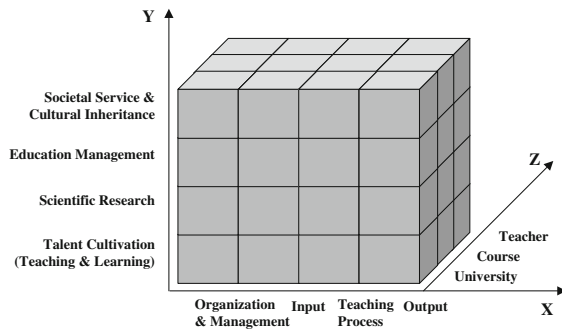 Y
Societal Service &
Cultural Inheritance
Education Management
Scientific Research
Talent Cultivation
(Teaching & Learning)
Z
Teacher
Course
University
X
Organization
& Management
Input
Teaching
Process
Output